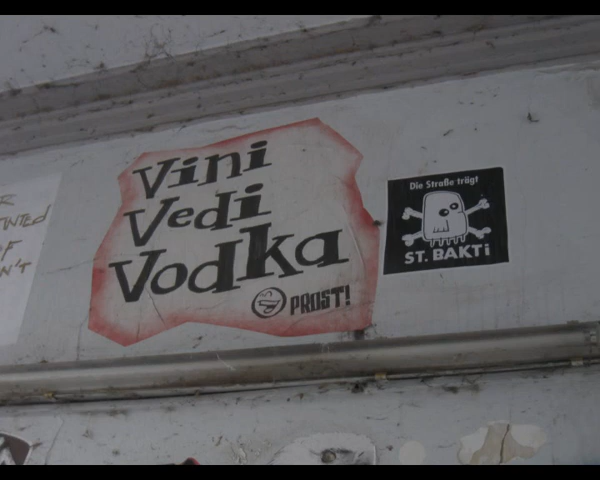 Vini
Vedi
Vodka
PROST!
Die Straße trägt
ST. BAKTi